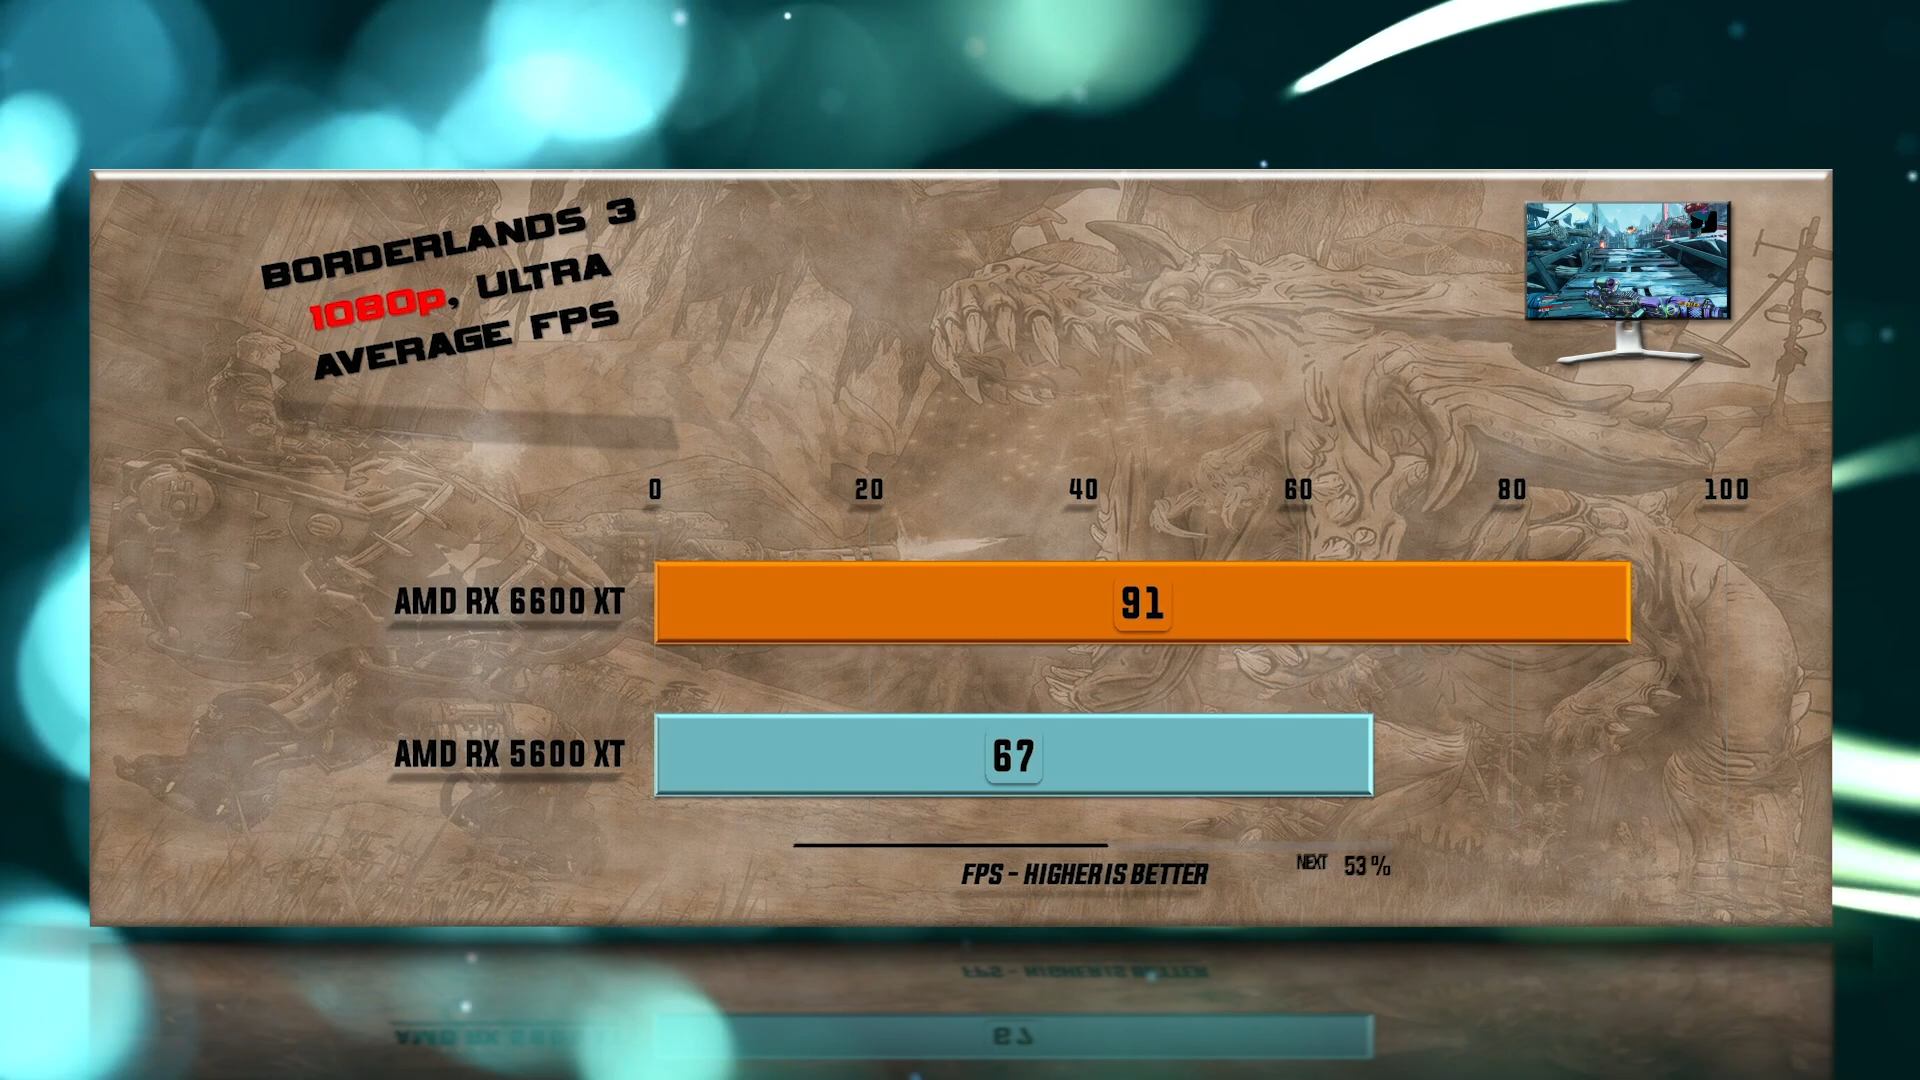 BORDERLANDS 3
1080p, ULTRA
AVERAGE FPS
0 20 40 60 80 100
AMD RX 6600 XT
91
AMD RX 5600 XT
67
FPS - HIGHER IS BETTER
NEXT 53 %